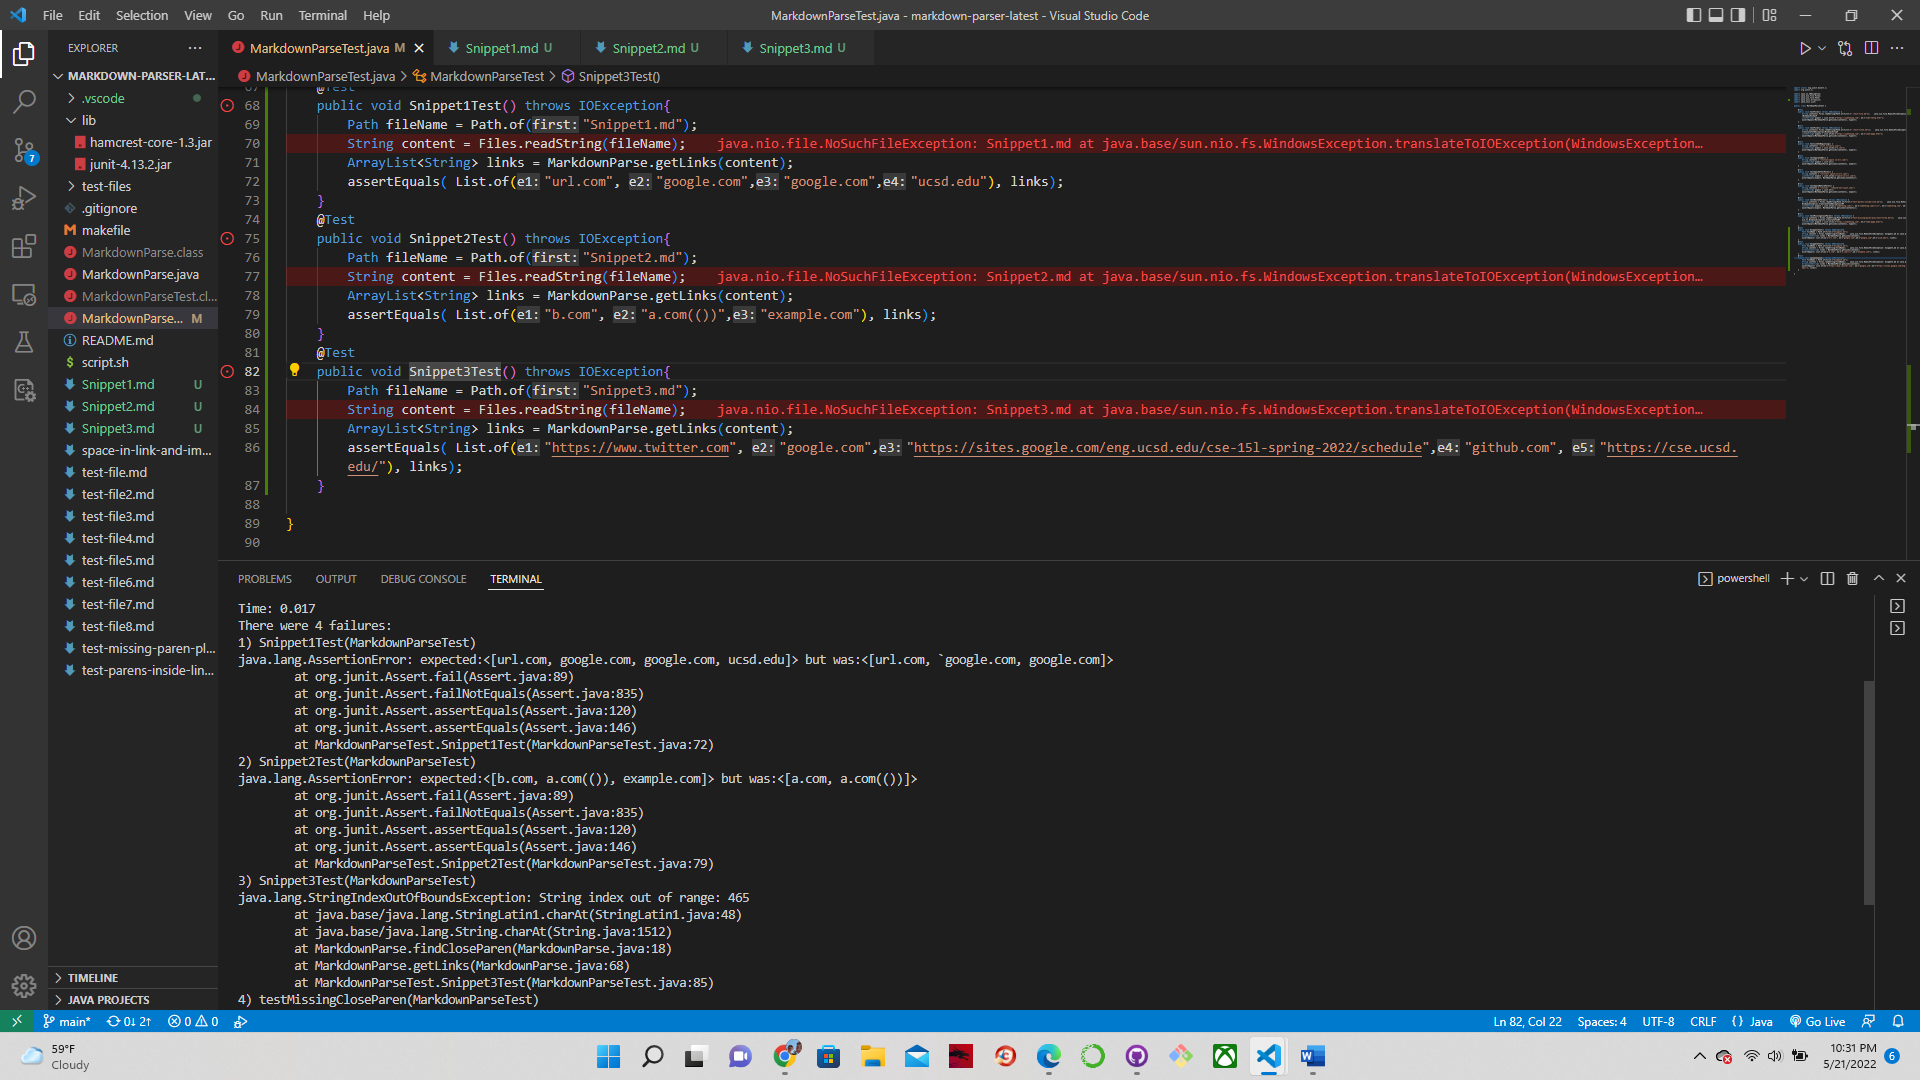 File Edit Selection View Go Run Terminal Help
MarkdownParseTest.java - markdown-parser-latest - Visual Studio Code
EXPLORER
MARKDOWN-PARSER-LAT...
.vscode
lib
hamcrest-core-1.3.jar
junit-4.13.2.jar
test-files
.gitignore
makefile
MarkdownParse.class
MarkdownParse.java
MarkdownParseTest.cl...
MarkdownParse... M
README.md
script.sh
Snippet1.md U
Snippet2.md U
Snippet3.md U
space-in-link-and-im...
test-file.md
test-file2.md
test-file3.md
test-file4.md
test-file5.md
test-file6.md
test-file7.md
test-file8.md
test-missing-paren-pl...
test-parens-inside-lin...
TIMELINE
JAVA PROJECTS
7
MarkdownParseTest.java M
Snippet1.md U
Snippet2.md U
Snippet3.md U
MarkdownParseTest.java > MarkdownParseTest > Snippet3Test()
67 @Test
68 public void Snippet1Test() throws IOException{
69 Path fileName = Path.of(first: "Snippet1.md");
70 String content = Files.readString(fileName); java.nio.file.NoSuchFileException: Snippet1.md at java.base/sun.nio.fs.WindowsException.translateToIOException(WindowsException...
71 ArrayList<String> links = MarkdownParse.getLinks(content);
72 assertEquals( List.of(e1: "url.com", e2: "google.com",e3: "google.com",e4: "ucsd.edu"), links);
73 }
74 @Test
75 public void Snippet2Test() throws IOException{
76 Path fileName = Path.of(first: "Snippet2.md");
77 String content = Files.readString(fileName); java.nio.file.NoSuchFileException: Snippet2.md at java.base/sun.nio.fs.WindowsException.translateToIOException(WindowsException...
78 ArrayList<String> links = MarkdownParse.getLinks(content);
79 assertEquals( List.of(e1: "b.com", e2: "a.com(())",e3: "example.com"), links);
80 }
81 @Test
82 public void Snippet3Test() throws IOException{
83 Path fileName = Path.of(first: "Snippet3.md");
84 String content = Files.readString(fileName); java.nio.file.NoSuchFileException: Snippet3.md at java.base/sun.nio.fs.WindowsException.translateToIOException(WindowsException...
85 ArrayList<String> links = MarkdownParse.getLinks(content);
86 assertEquals( List.of(e1: "https://www.twitter.com", e2: "google.com",e3: "https://sites.google.com/eng.ucsd.edu/cse-15l-spring-2022/schedule",e4: "github.com", e5: "https://cse.ucsd.
edu/"), links);
87 }
88
89 }
90
PROBLEMS OUTPUT DEBUG CONSOLE TERMINAL
powershell
Time: 0.017
There were 4 failures:
1) Snippet1Test(MarkdownParseTest)
java.lang.AssertionError: expected:<[url.com, google.com, google.com, ucsd.edu]> but was:<[url.com, `google.com, google.com]>
at org.junit.Assert.fail(Assert.java:89)
at org.junit.Assert.failNotEquals(Assert.java:835)
at org.junit.Assert.assertEquals(Assert.java:120)
at org.junit.Assert.assertEquals(Assert.java:146)
at MarkdownParseTest.Snippet1Test(MarkdownParseTest.java:72)
2) Snippet2Test(MarkdownParseTest)
java.lang.AssertionError: expected:<[b.com, a.com(()), example.com]> but was:<[a.com, a.com(())]>
at org.junit.Assert.fail(Assert.java:89)
at org.junit.Assert.failNotEquals(Assert.java:835)
at org.junit.Assert.assertEquals(Assert.java:120)
at org.junit.Assert.assertEquals(Assert.java:146)
at MarkdownParseTest.Snippet2Test(MarkdownParseTest.java:79)
3) Snippet3Test(MarkdownParseTest)
java.lang.StringIndexOutOfBoundsException: String index out of range: 465
at java.base/java.lang.StringLatin1.charAt(StringLatin1.java:48)
at java.base/java.lang.String.charAt(String.java:1512)
at MarkdownParse.findCloseParen(MarkdownParse.java:18)
at MarkdownParse.getLinks(MarkdownParse.java:68)
at MarkdownParseTest.Snippet3Test(MarkdownParseTest.java:85)
4) testMissingCloseParen(MarkdownParseTest)
main* 0↓ 2↑ 0 0
Ln 82, Col 22 Spaces: 4 UTF-8 CRLF {} Java Go Live
59°F
Cloudy
10:31 PM
5/21/2022
6